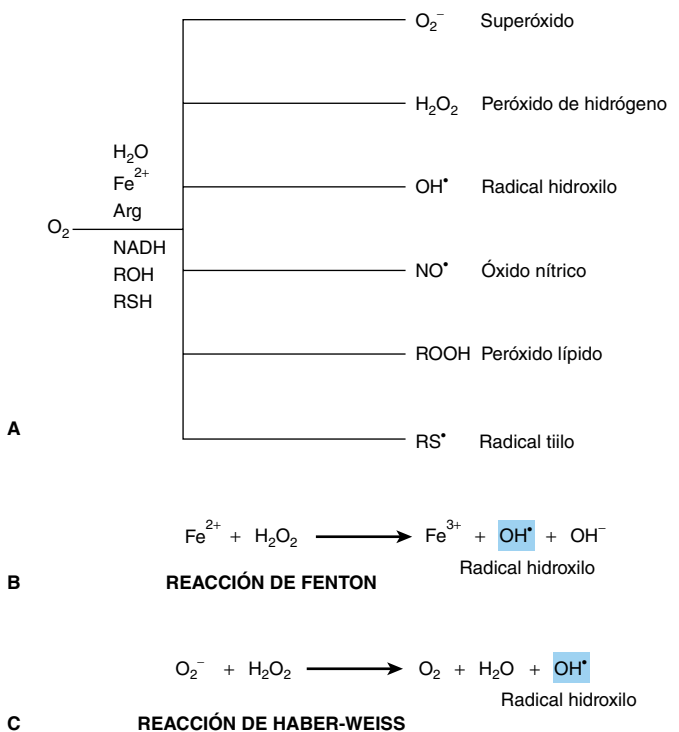 O₂⁻ Superóxido
H₂O₂ Peróxido de hidrógeno
H₂O
Fe²⁺
OH• Radical hidroxilo
Arg
O₂
NADH
NO• Óxido nítrico
ROH
RSH
ROOH Peróxido lípido
A
RS• Radical tiilo
Fe²⁺ + H₂O₂ ⟶ Fe³⁺ + OH• + OH⁻
Radical hidroxilo
B REACCIÓN DE FENTON
O₂⁻ + H₂O₂ ⟶ O₂ + H₂O + OH•
Radical hidroxilo
C REACCIÓN DE HABER-WEISS